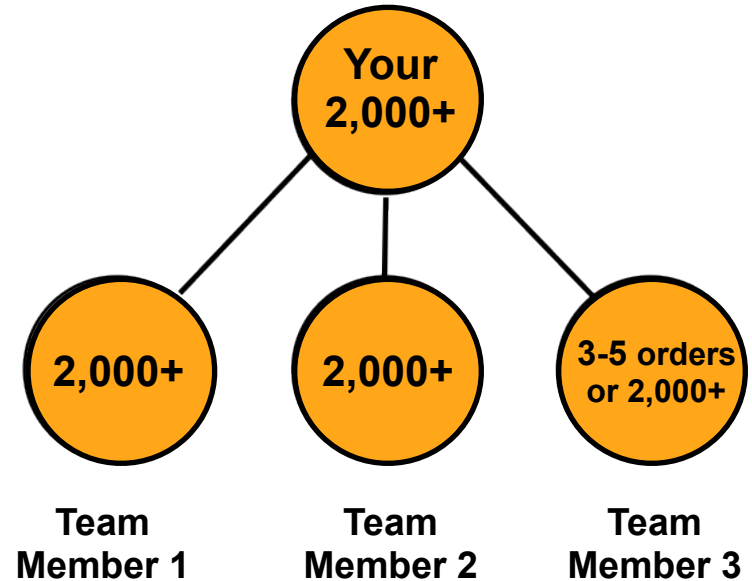 Your
2,000+
2,000+
2,000+
3-5 orders
or 2,000+
Team
Member 1
Team
Member 2
Team
Member 3